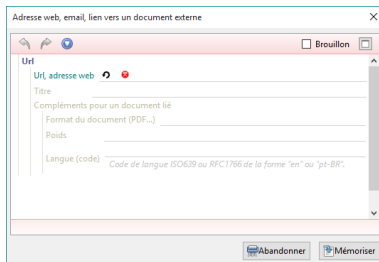 Adresse web, email, lien vers un document externe
Brouillon
Url
Url, adresse web
Titre
Compléments pour un document lié
Format du document (PDF...)
Poids
Langue (code)
Code de langue ISO639 ou RFC1766 de la forme "en" ou "pt-BR".
Abandonner
Mémoriser